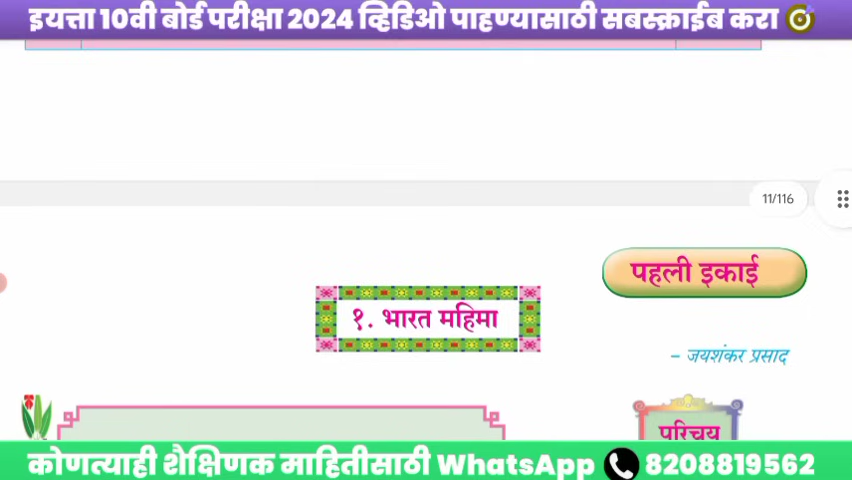 इयत्ता 10वी बोर्ड परीक्षा 2024 व्हिडिओ पाहण्यासाठी सबस्क्राईब करा
11/116
पहली इकाई
१. भारत महिमा
– जयशंकर प्रसाद
परिचय
कोणत्याही शैक्षिणक माहितीसाठी WhatsApp 8208819562